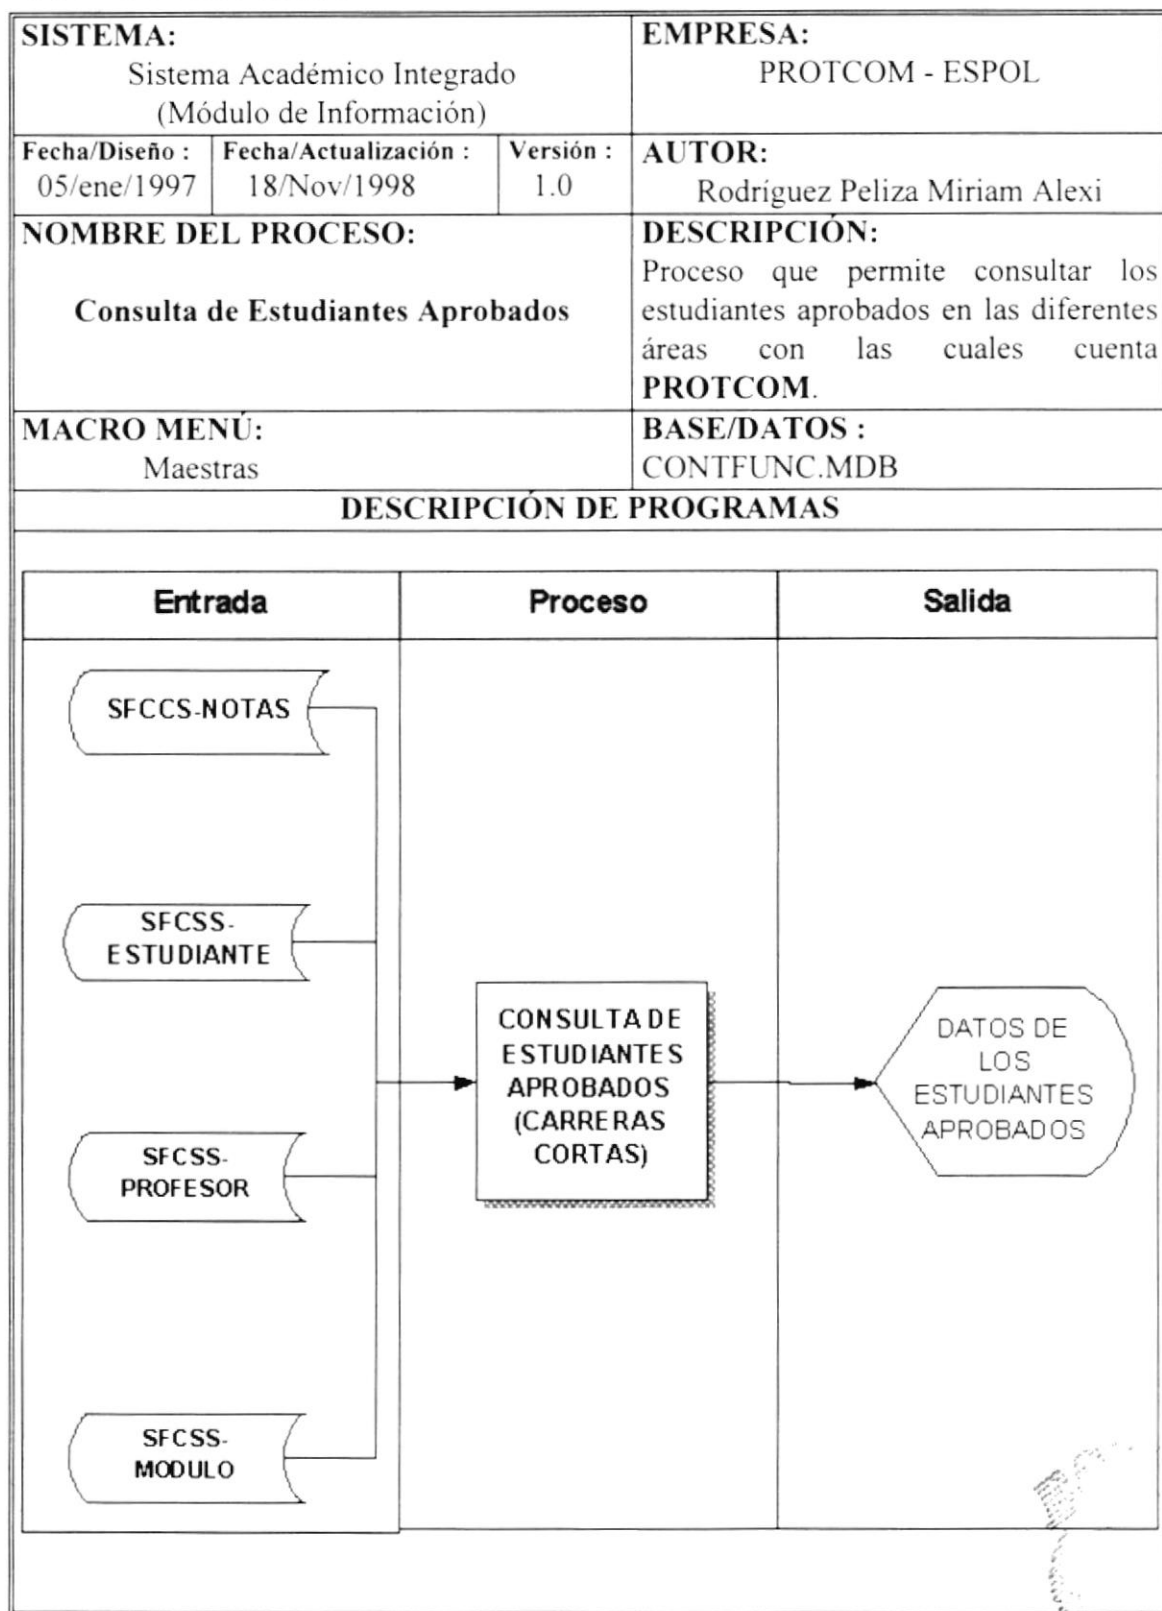 SISTEMA:
Sistema Académico Integrado
(Módulo de Información)
EMPRESA:
PROTCOM - ESPOL
Fecha/Diseño :
05/ene/1997
Fecha/Actualización :
18/Nov/1998
Versión :
1.0
AUTOR:
Rodríguez Peliza Miriam Alexi
NOMBRE DEL PROCESO:
Consulta de Estudiantes Aprobados
DESCRIPCIÓN:
Proceso que permite consultar los
estudiantes aprobados en las diferentes
áreas con las cuales cuenta
PROTCOM.
MACRO MENÚ:
Maestras
BASE/DATOS :
CONTFUNC.MDB
DESCRIPCIÓN DE PROGRAMAS
Entrada
Proceso
Salida
SFCCS-NOTAS
SFCSS-
ESTUDIANTE
SFCSS-
PROFESOR
SFCSS-
MODULO
CONSULTA DE
ESTUDIANTES
APROBADOS
(CARRERAS
CORTAS)
DATOS DE
LOS
ESTUDIANTES
APROBADOS